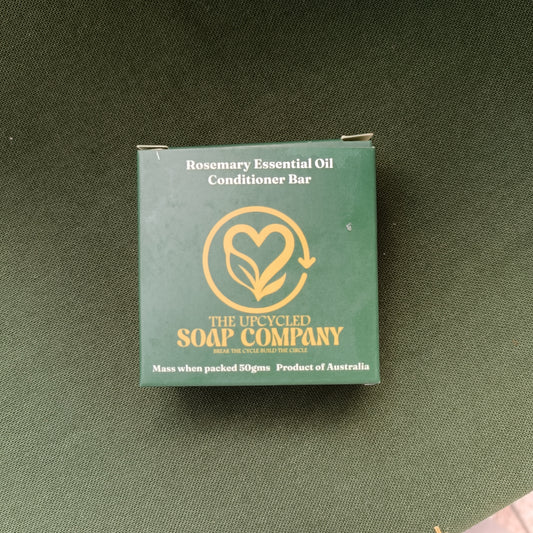 Rosemary Essential Oil
Conditioner Bar
THE UPCYCLED
SOAP COMPANY
BREAK THE CYCLE BUILD THE CIRCLE
Mass when packed 50gms Product of Australia